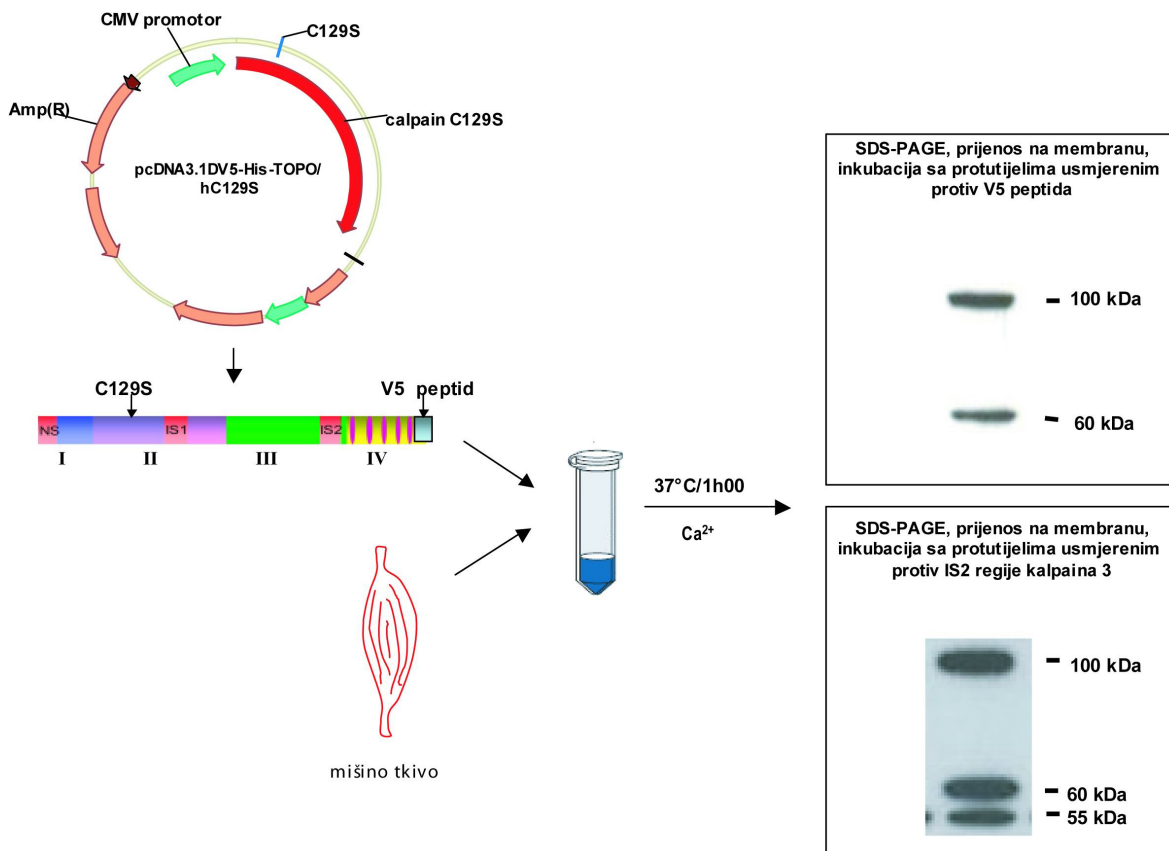 CMV promotor
C129S
Amp(R)
calpain C129S
pcDNA3.1DV5-His-TOPO/
hC129S
C129S
V5 peptid
NS
IS1
IS2
I
II
III
IV
mišino tkivo
37°C/1h00
Ca²⁺
SDS-PAGE, prijenos na membranu,
inkubacija sa protutijelima usmjerenim
protiv V5 peptida
100 kDa
60 kDa
SDS-PAGE, prijenos na membranu,
inkubacija sa protutijelima usmjerenim
protiv IS2 regije kalpaina 3
100 kDa
60 kDa
55 kDa